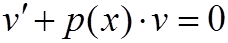 v′ + p(x)·v = 0